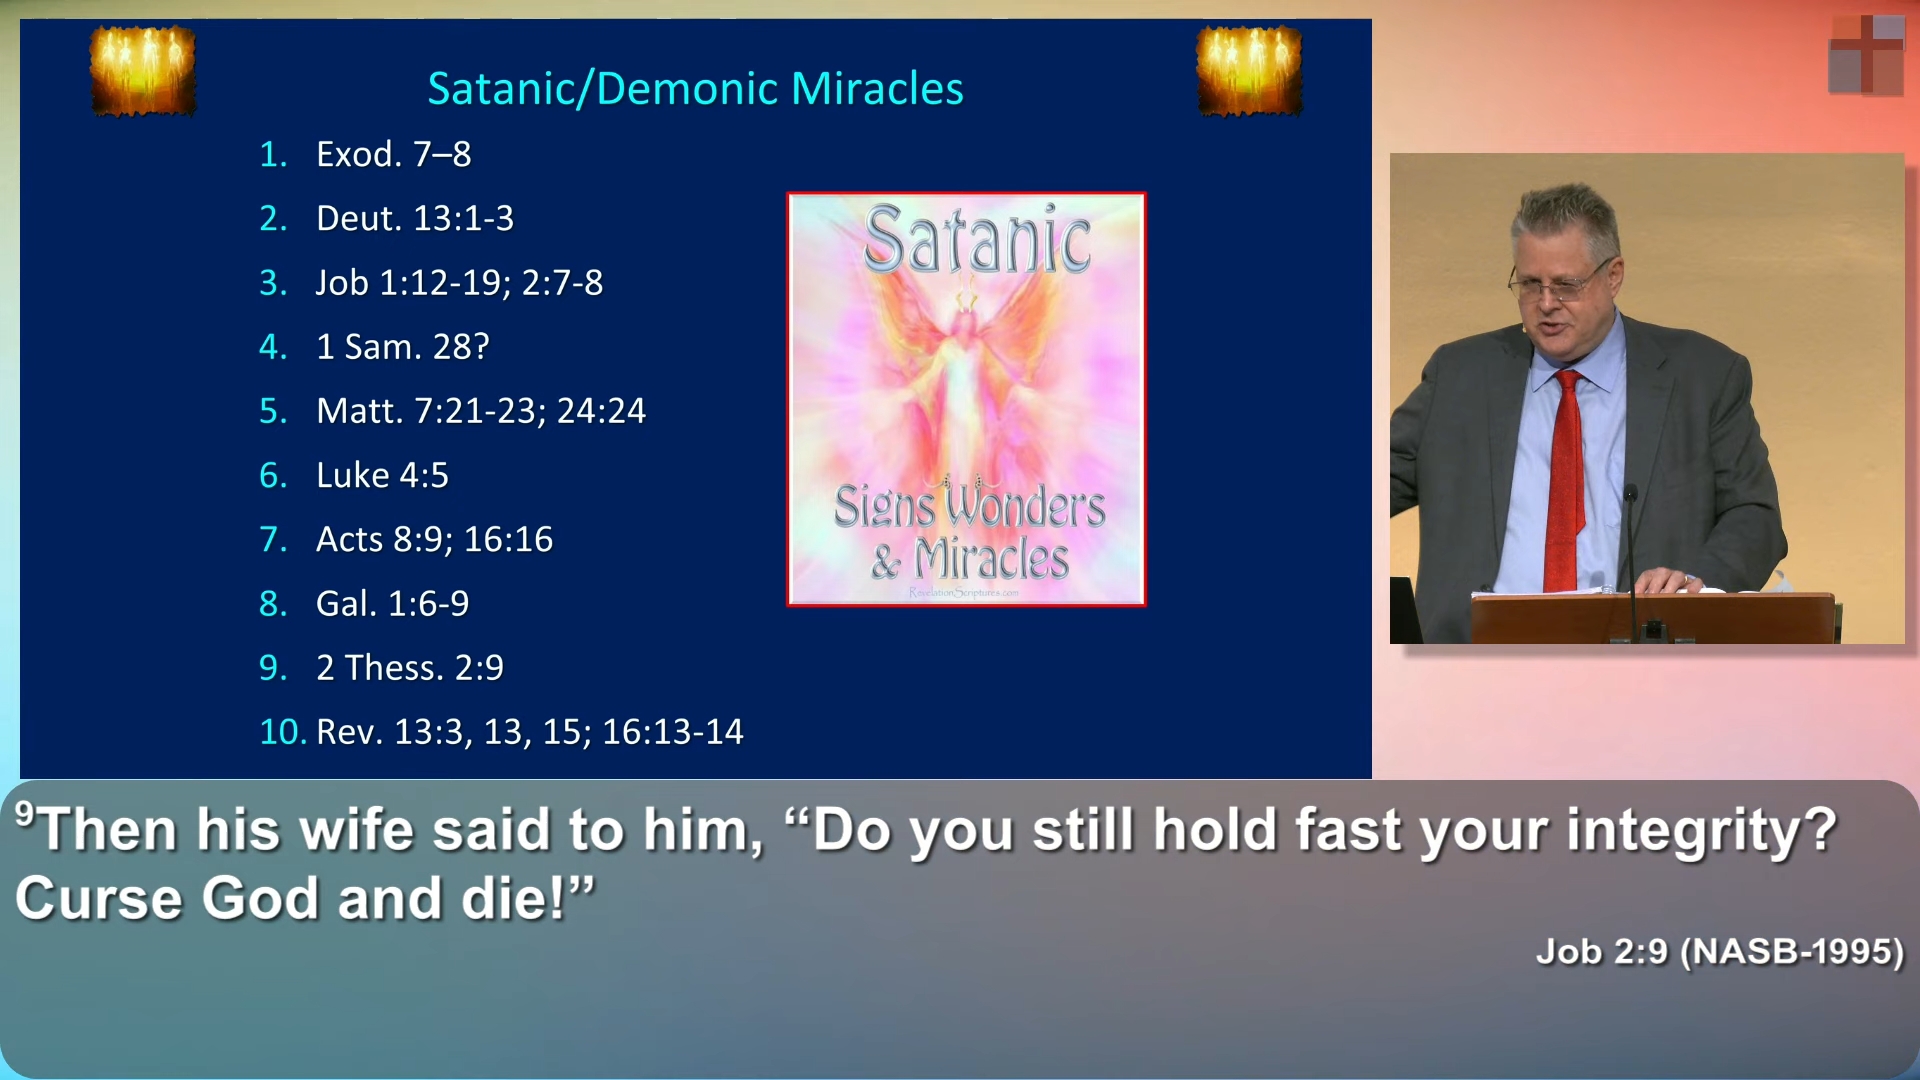 Satanic/Demonic Miracles
1. Exod. 7–8
2. Deut. 13:1-3
3. Job 1:12-19; 2:7-8
4. 1 Sam. 28?
5. Matt. 7:21-23; 24:24
6. Luke 4:5
7. Acts 8:9; 16:16
8. Gal. 1:6-9
9. 2 Thess. 2:9
10. Rev. 13:3, 13, 15; 16:13-14
Satanic
Signs Wonders
& Miracles
RevelationScriptures.com
⁹Then his wife said to him, “Do you still hold fast your integrity?
Curse God and die!”
Job 2:9 (NASB-1995)